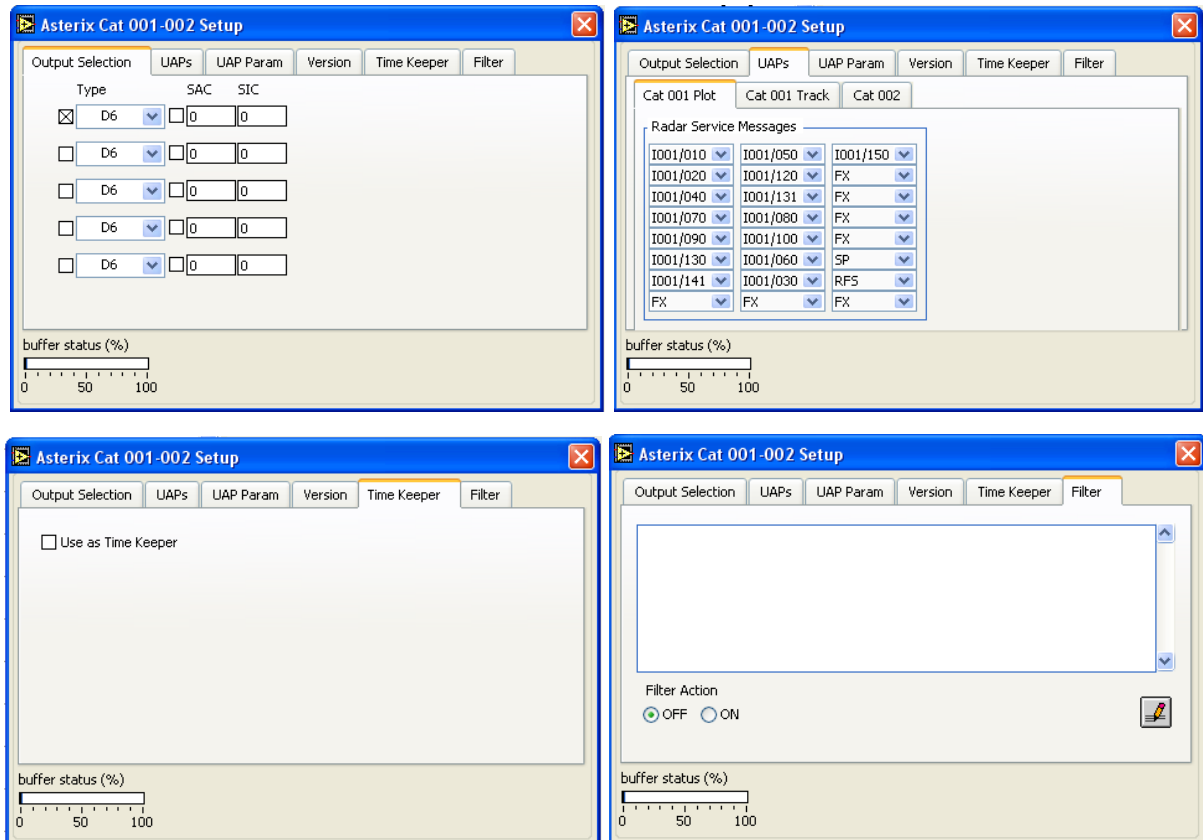 Asterix Cat 001-002 Setup
Output Selection UAPs UAP Param Version Time Keeper Filter
Type SAC SIC
D6 0 0
D6 0 0
D6 0 0
D6 0 0
D6 0 0
buffer status (%)
0 50 100
Asterix Cat 001-002 Setup
Output Selection UAPs UAP Param Version Time Keeper Filter
Cat 001 Plot Cat 001 Track Cat 002
Radar Service Messages
I001/010 I001/050 I001/150
I001/020 I001/120 FX
I001/040 I001/131 FX
I001/070 I001/080 FX
I001/090 I001/100 FX
I001/130 I001/060 SP
I001/141 I001/030 RFS
FX FX FX
buffer status (%)
0 50 100
Asterix Cat 001-002 Setup
Output Selection UAPs UAP Param Version Time Keeper Filter
Use as Time Keeper
buffer status (%)
0 50 100
Asterix Cat 001-002 Setup
Output Selection UAPs UAP Param Version Time Keeper Filter
Filter Action
OFF ON
buffer status (%)
0 50 100